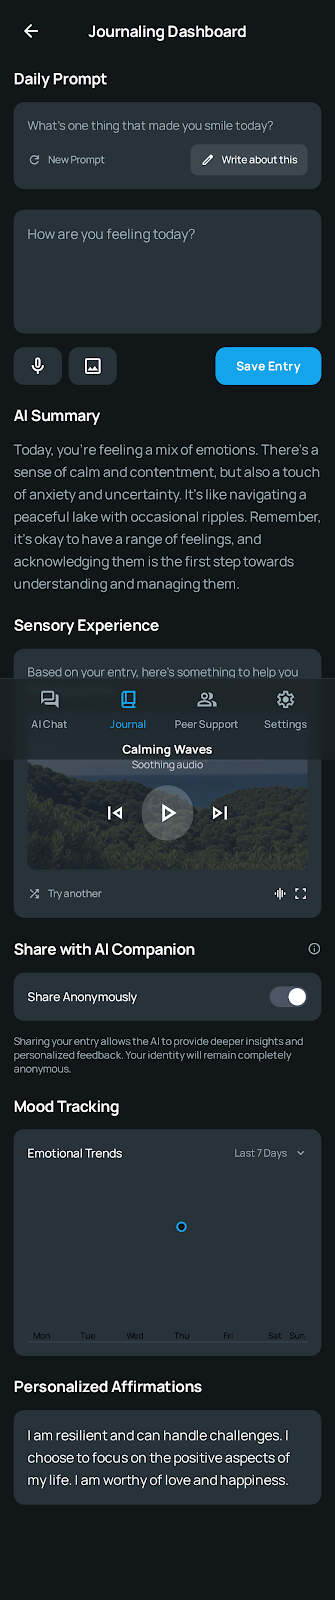 Journaling Dashboard
Daily Prompt
What's one thing that made you smile today?
New Prompt
Write about this
How are you feeling today?
Save Entry
AI Summary
Today, you're feeling a mix of emotions. There's a
sense of calm and contentment, but also a touch
of anxiety and uncertainty. It's like navigating a
peaceful lake with occasional ripples. Remember,
it's okay to have a range of feelings, and
acknowledging them is the first step towards
understanding and managing them.
Sensory Experience
Based on your entry, here's something to help you
AI Chat
Journal
Peer Support
Settings
Calming Waves
Soothing audio
Try another
Share with AI Companion
Share Anonymously
Sharing your entry allows the AI to provide deeper insights and
personalized feedback. Your identity will remain completely
anonymous.
Mood Tracking
Emotional Trends
Last 7 Days
Mon Tue Wed Thu Fri Sat Sun
Personalized Affirmations
I am resilient and can handle challenges. I
choose to focus on the positive aspects of
my life. I am worthy of love and happiness.